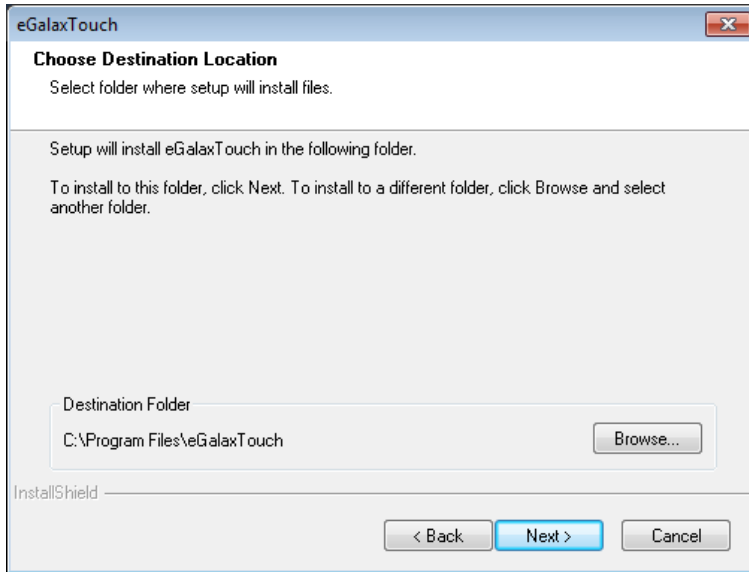 eGalaxTouch
Choose Destination Location
Select folder where setup will install files.
Setup will install eGalaxTouch in the following folder.
To install to this folder, click Next. To install to a different folder, click Browse and select
another folder.
Destination Folder
C:\Program Files\eGalaxTouch
Browse...
InstallShield
< Back
Next >
Cancel